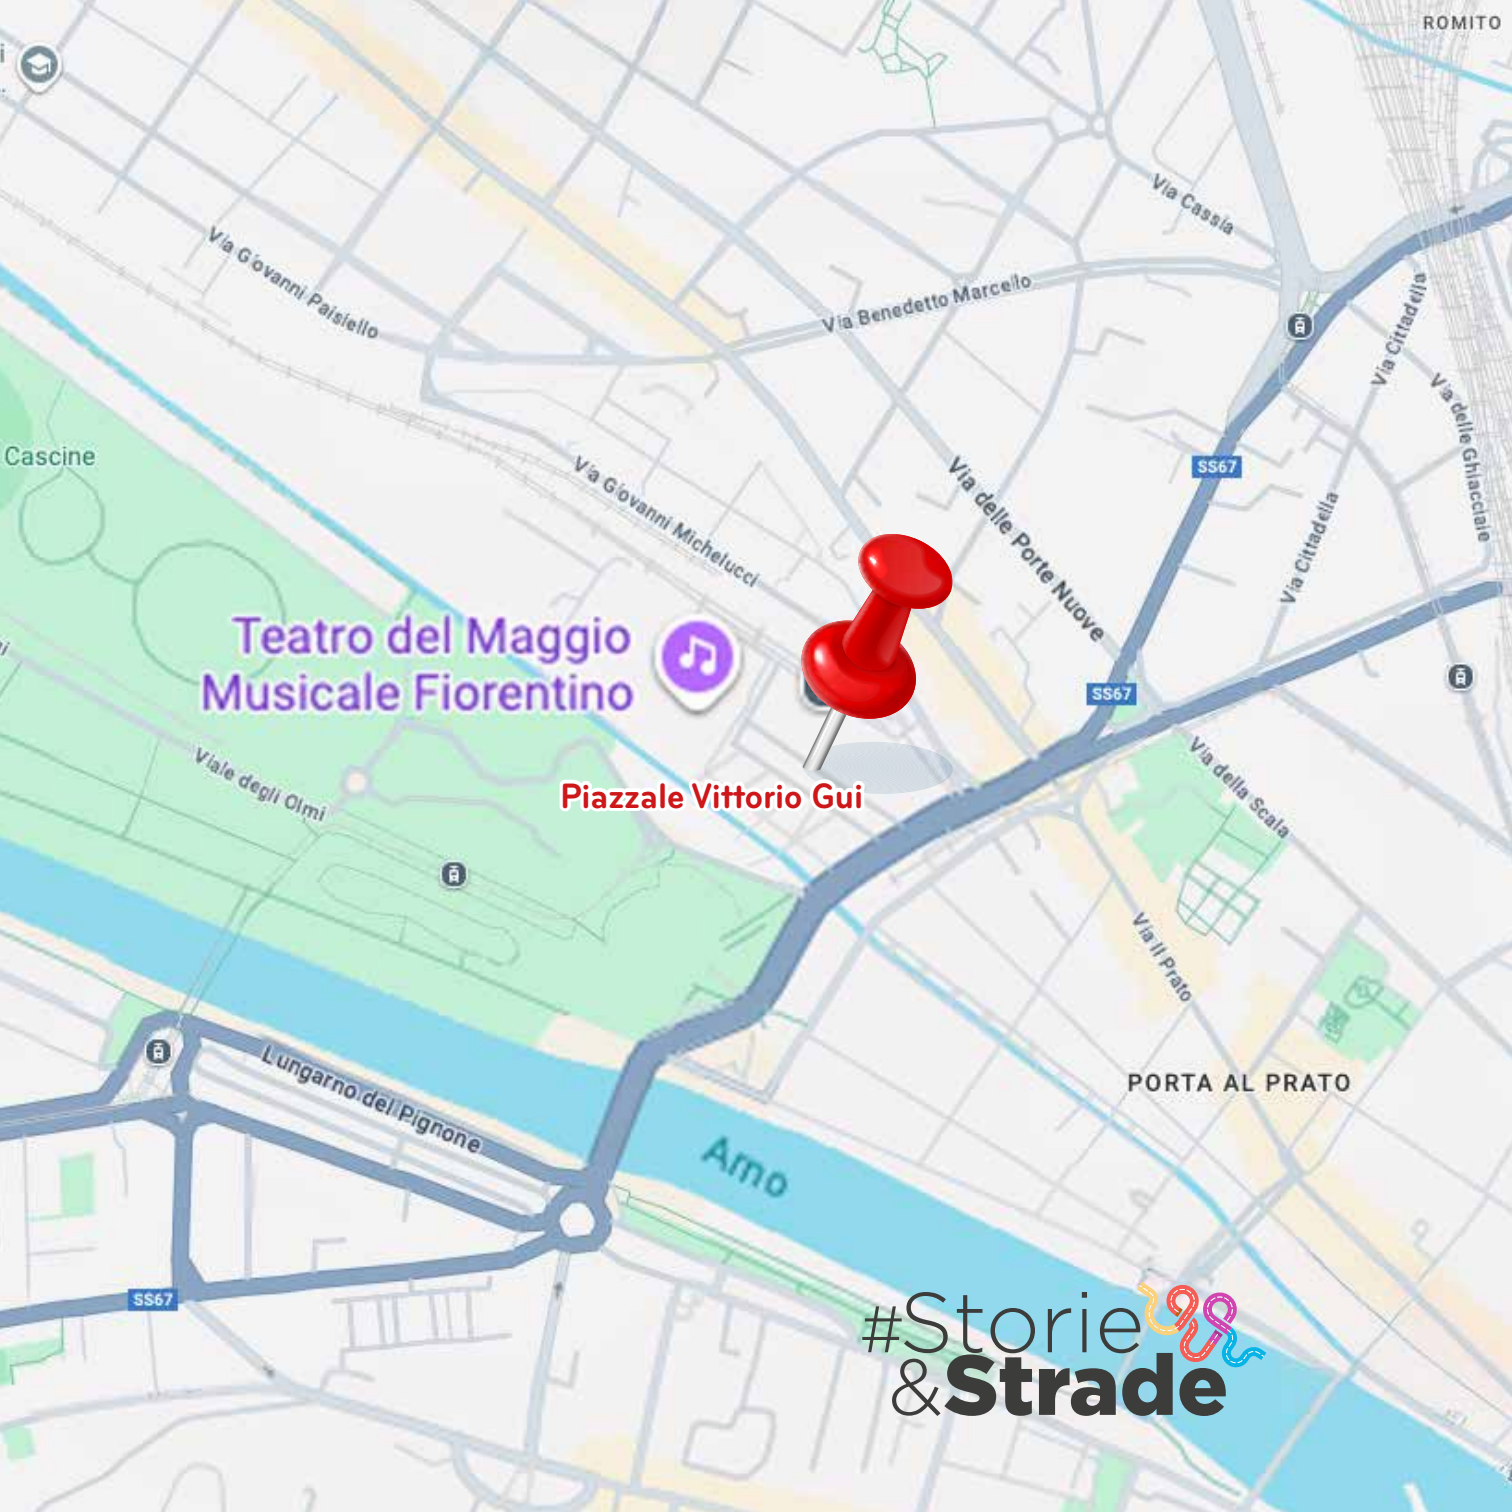 ROMITO
Via Cassia
Via Giovanni Paisiello
Via Benedetto Marcello
Via Cittadella
Via delle Ghiacciaie
Cascine
SS67
Via Giovanni Michelucci
Via delle Porte Nuove
Via Cittadella
Teatro del Maggio
Musicale Fiorentino
SS67
Viale degli Olmi
Via della Scala
Piazzale Vittorio Gui
Via Il Prato
Lungarno del Pignone
PORTA AL PRATO
Arno
SS67
#Storie
&Strade